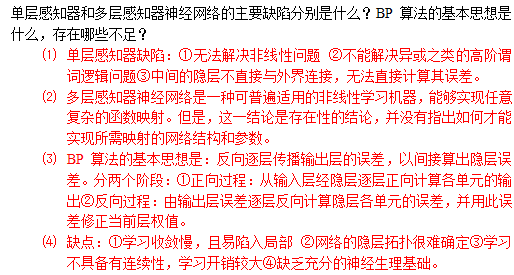 单层感知器和多层感知器神经网络的主要缺陷分别是什么？BP 算法的基本思想是
什么，存在哪些不足？
(1) 单层感知器缺陷：①无法解决非线性问题 ②不能解决异或之类的高阶谓
词逻辑问题③中间的隐层不直接与外界连接，无法直接计算其误差。
(2) 多层感知器神经网络是一种可普遍适用的非线性学习机器，能够实现任意
复杂的函数映射。但是，这一结论是存在性的结论，并没有指出如何才能
实现所需映射的网络结构和参数。
(3) BP 算法的基本思想是：反向逐层传播输出层的误差，以间接算出隐层误
差。分两个阶段：①正向过程：从输入层经隐层逐层正向计算各单元的输
出②反向过程：由输出层误差逐层反向计算隐层各单元的误差，并用此误
差修正当前层权值。
(4) 缺点：①学习收敛慢，且易陷入局部 ②网络的隐层拓扑很难确定③学习
不具备有连续性，学习开销较大④缺乏充分的神经生理基础。